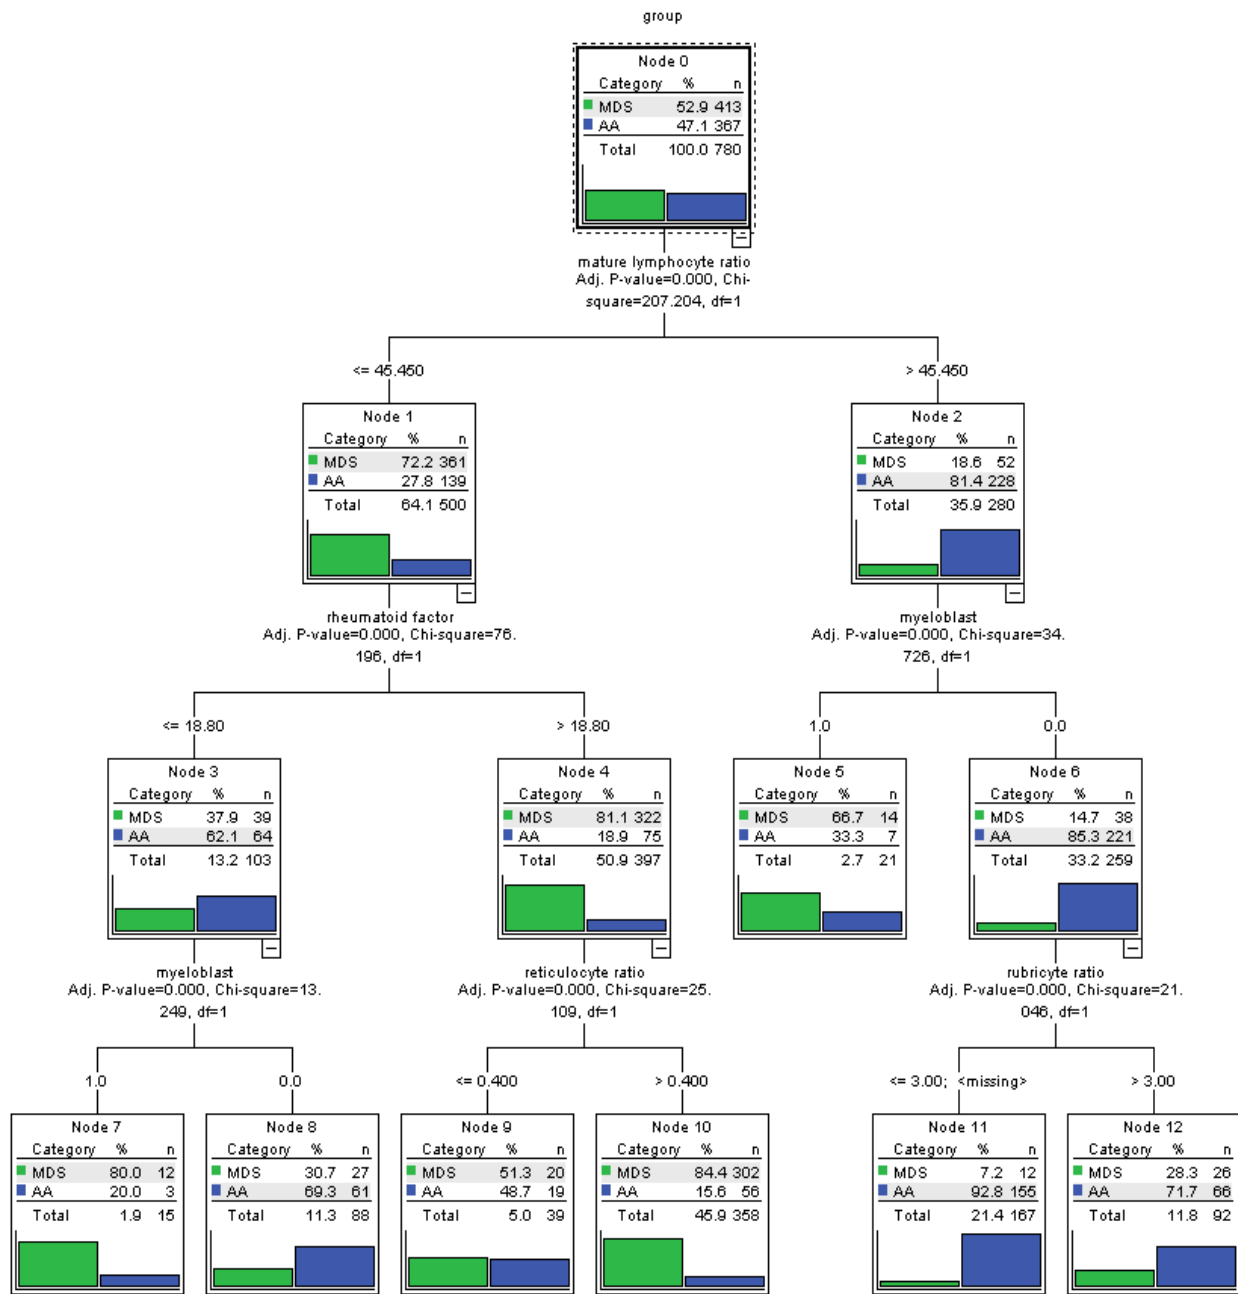 group
Node 0
Category % n
MDS 52.9 413
AA 47.1 367
Total 100.0 780
mature lymphocyte ratio
Adj. P-value=0.000, Chi-
square=207.204, df=1
<= 45.450
> 45.450
Node 1
Category % n
MDS 72.2 361
AA 27.8 139
Total 64.1 500
Node 2
Category % n
MDS 18.6 52
AA 81.4 228
Total 35.9 280
rheumatoid factor
Adj. P-value=0.000, Chi-square=76.
196, df=1
myeloblast
Adj. P-value=0.000, Chi-square=34.
726, df=1
<= 18.80
> 18.80
1.0
0.0
Node 3
Category % n
MDS 37.9 39
AA 62.1 64
Total 13.2 103
Node 4
Category % n
MDS 81.1 322
AA 18.9 75
Total 50.9 397
Node 5
Category % n
MDS 66.7 14
AA 33.3 7
Total 2.7 21
Node 6
Category % n
MDS 14.7 38
AA 85.3 221
Total 33.2 259
myeloblast
Adj. P-value=0.000, Chi-square=13.
249, df=1
reticulocyte ratio
Adj. P-value=0.000, Chi-square=25.
109, df=1
rubricyte ratio
Adj. P-value=0.000, Chi-square=21.
046, df=1
1.0
0.0
<= 0.400
> 0.400
<= 3.00; <missing>
> 3.00
Node 7
Category % n
MDS 80.0 12
AA 20.0 3
Total 1.9 15
Node 8
Category % n
MDS 30.7 27
AA 69.3 61
Total 11.3 88
Node 9
Category % n
MDS 51.3 20
AA 48.7 19
Total 5.0 39
Node 10
Category % n
MDS 84.4 302
AA 15.6 56
Total 45.9 358
Node 11
Category % n
MDS 7.2 12
AA 92.8 155
Total 21.4 167
Node 12
Category % n
MDS 28.3 26
AA 71.7 66
Total 11.8 92